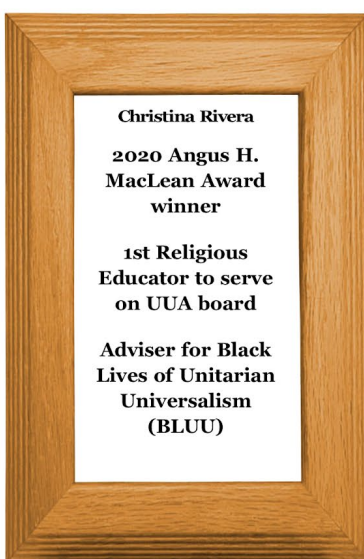 Christina Rivera
2020 Angus H.
MacLean Award
winner
1st Religious
Educator to serve
on UUA board
Adviser for Black
Lives of Unitarian
Universalism
(BLUU)